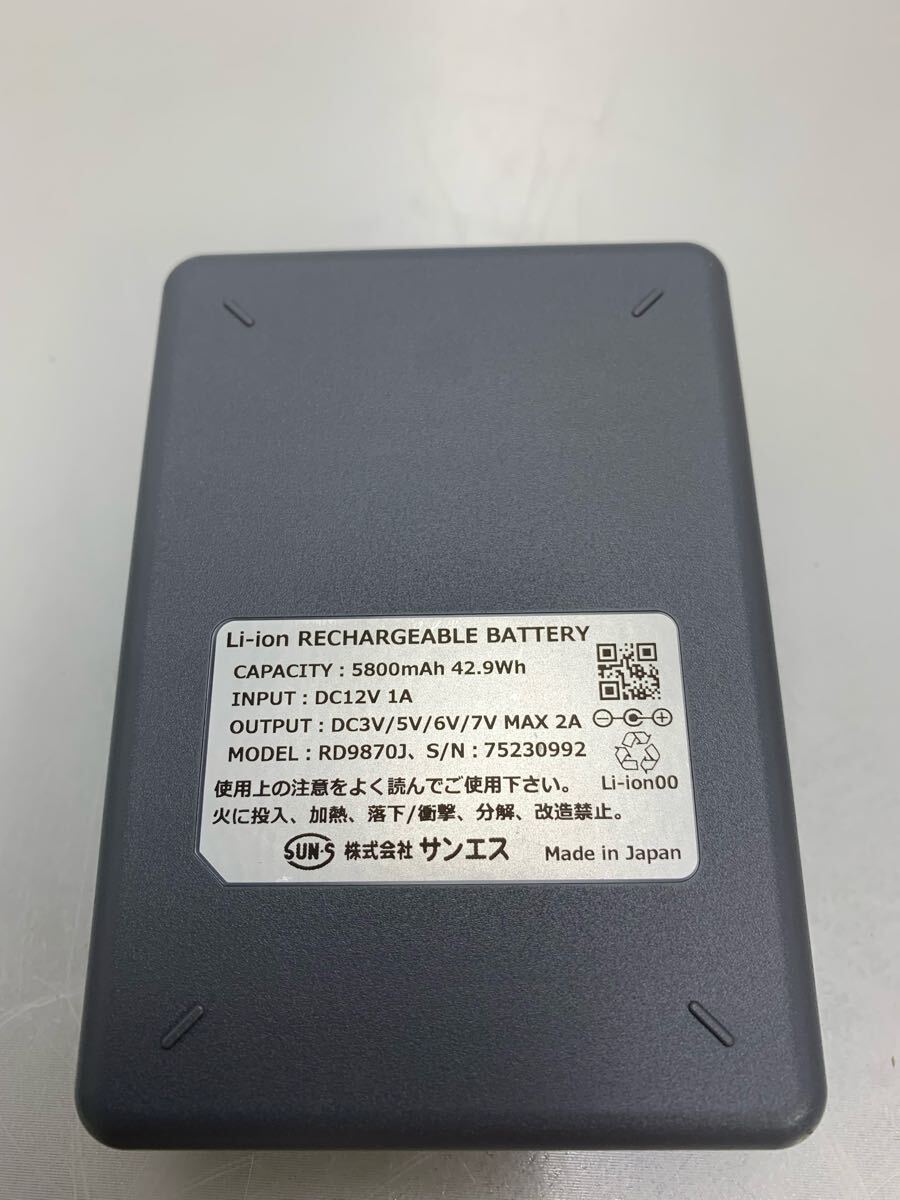 Li-ion RECHARGEABLE BATTERY
CAPACITY : 5800mAh 42.9Wh
INPUT : DC12V 1A
OUTPUT : DC3V/5V/6V/7V MAX 2A
MODEL : RD9870J、S/N : 75230992
Li-ion00
使用上の注意をよく読んでご使用下さい。
火に投入、加熱、落下/衝撃、分解、改造禁止。
SUN・S 株式会社 サンエス Made in Japan